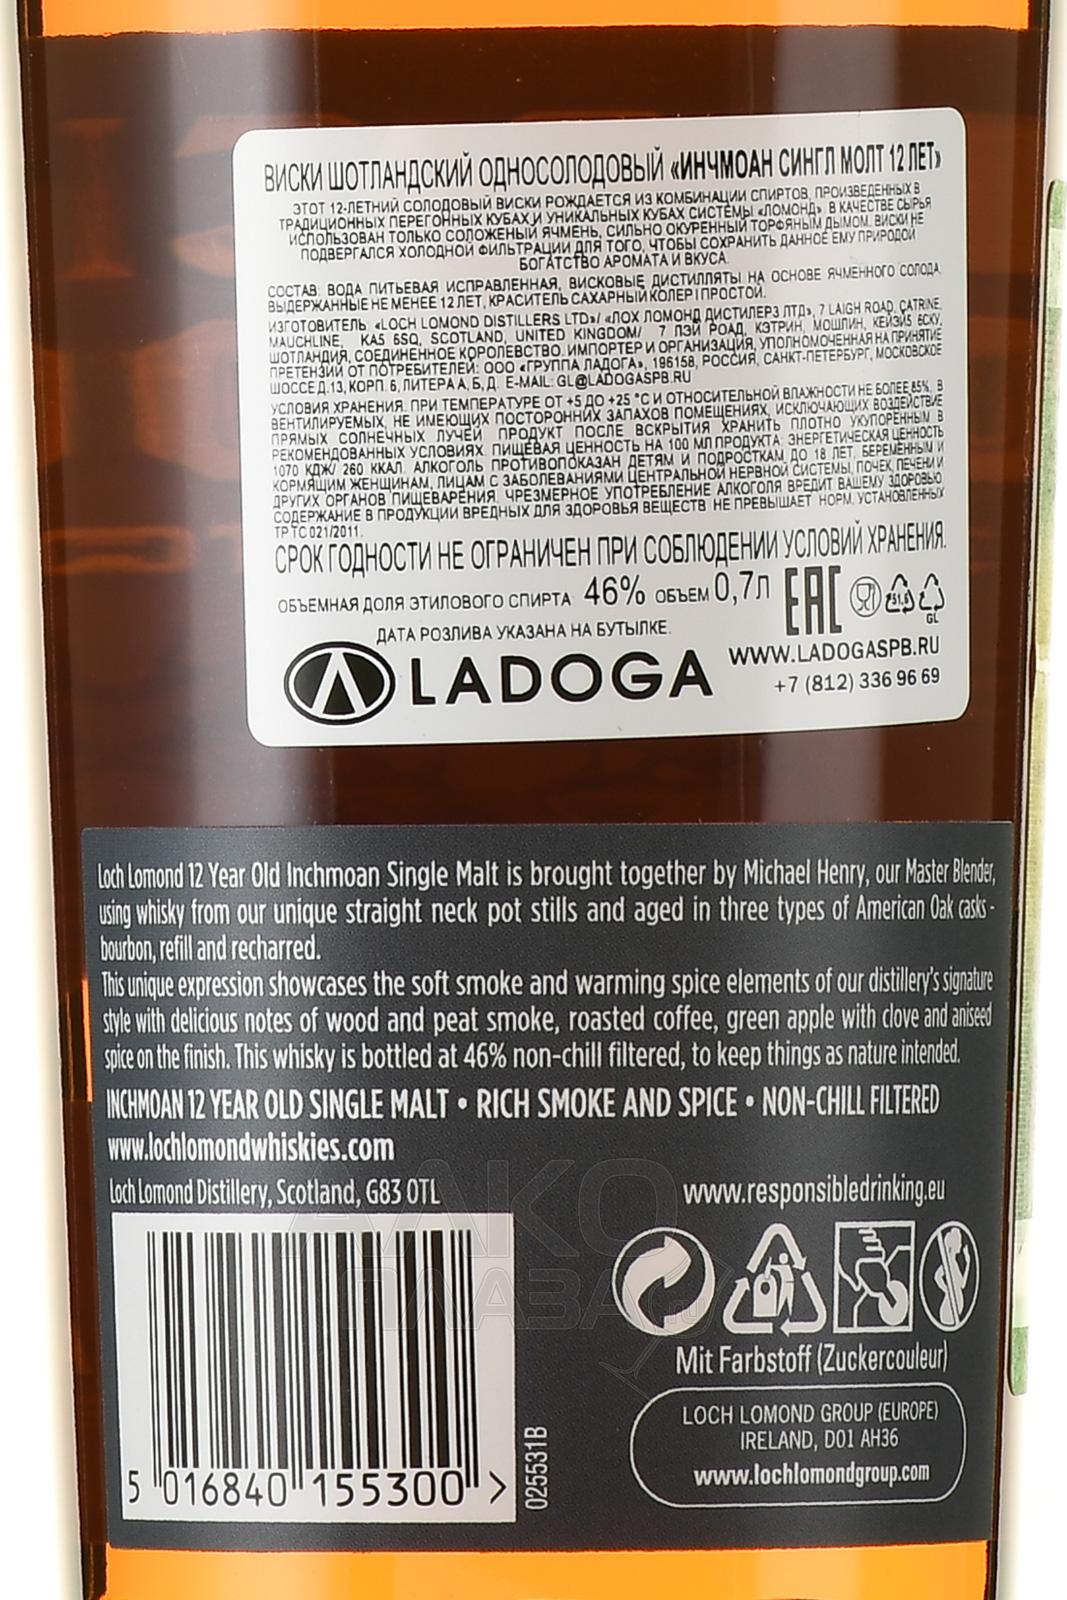 ВИСКИ ШОТЛАНДСКИЙ ОДНОСОЛОДОВЫЙ «ИНЧМОАН СИНГЛ МОЛТ 12 ЛЕТ»
ЭТОТ 12-ЛЕТНИЙ СОЛОДОВЫЙ ВИСКИ РОЖДАЕТСЯ ИЗ КОМБИНАЦИИ СПИРТОВ, ПРОИЗВЕДЕННЫХ В
ТРАДИЦИОННЫХ ПЕРЕГОННЫХ КУБАХ И УНИКАЛЬНЫХ КУБАХ СИСТЕМЫ «ЛОМОНД». В КАЧЕСТВЕ СЫРЬЯ
ИСПОЛЬЗОВАН ТОЛЬКО СОЛОЖЕНЫЙ ЯЧМЕНЬ, СИЛЬНО ОКУРЕННЫЙ ТОРФЯНЫМ ДЫМОМ. ВИСКИ НЕ
ПОДВЕРГАЛСЯ ХОЛОДНОЙ ФИЛЬТРАЦИИ ДЛЯ ТОГО, ЧТОБЫ СОХРАНИТЬ ДАННОЕ ЕМУ ПРИРОДОЙ
БОГАТСТВО АРОМАТА И ВКУСА.
СОСТАВ: ВОДА ПИТЬЕВАЯ ИСПРАВЛЕННАЯ, ВИСКОВЫЕ ДИСТИЛЛЯТЫ НА ОСНОВЕ ЯЧМЕННОГО СОЛОДА,
ВЫДЕРЖАННЫЕ НЕ МЕНЕЕ 12 ЛЕТ, КРАСИТЕЛЬ САХАРНЫЙ КОЛЕР I ПРОСТОЙ.
ИЗГОТОВИТЕЛЬ: «LOCH LOMOND DISTILLERS LTD»/ «ЛОХ ЛОМОНД ДИСТИЛЕРЗ ЛТД», 7 LAIGH ROAD, CATRINE,
MAUCHLINE, KA5 6SQ, SCOTLAND, UNITED KINGDOM/ 7 ЛЭЙ РОАД, КЭТРИН, МОШЛИН, КЕЙЭЙ5 6СКУ,
ШОТЛАНДИЯ, СОЕДИНЕННОЕ КОРОЛЕВСТВО. ИМПОРТЕР И ОРГАНИЗАЦИЯ, УПОЛНОМОЧЕННАЯ НА ПРИНЯТИЕ
ПРЕТЕНЗИЙ ОТ ПОТРЕБИТЕЛЕЙ: ООО «ГРУППА ЛАДОГА», 196158, РОССИЯ, САНКТ-ПЕТЕРБУРГ, МОСКОВСКОЕ
ШОССЕ Д.13, КОРП. 6, ЛИТЕРА А, Б, Д. E-MAIL: GL@LADOGASPB.RU
УСЛОВИЯ ХРАНЕНИЯ: ПРИ ТЕМПЕРАТУРЕ ОТ +5 ДО +25 °С И ОТНОСИТЕЛЬНОЙ ВЛАЖНОСТИ НЕ БОЛЕЕ 85%, В
ВЕНТИЛИРУЕМЫХ, НЕ ИМЕЮЩИХ ПОСТОРОННИХ ЗАПАХОВ ПОМЕЩЕНИЯХ, ИСКЛЮЧАЮЩИХ ВОЗДЕЙСТВИЕ
ПРЯМЫХ СОЛНЕЧНЫХ ЛУЧЕЙ. ПРОДУКТ ПОСЛЕ ВСКРЫТИЯ ХРАНИТЬ ПЛОТНО УКУПОРЕННЫМ В
РЕКОМЕНДОВАННЫХ УСЛОВИЯХ. ПИЩЕВАЯ ЦЕННОСТЬ НА 100 МЛ ПРОДУКТА: ЭНЕРГЕТИЧЕСКАЯ ЦЕННОСТЬ
1070 КДЖ/ 260 ККАЛ. АЛКОГОЛЬ ПРОТИВОПОКАЗАН ДЕТЯМ И ПОДРОСТКАМ ДО 18 ЛЕТ, БЕРЕМЕННЫМ И
КОРМЯЩИМ ЖЕНЩИНАМ, ЛИЦАМ С ЗАБОЛЕВАНИЯМИ ЦЕНТРАЛЬНОЙ НЕРВНОЙ СИСТЕМЫ, ПОЧЕК, ПЕЧЕНИ И
ДРУГИХ ОРГАНОВ ПИЩЕВАРЕНИЯ. ЧРЕЗМЕРНОЕ УПОТРЕБЛЕНИЕ АЛКОГОЛЯ ВРЕДИТ ВАШЕМУ ЗДОРОВЬЮ.
СОДЕРЖАНИЕ В ПРОДУКЦИИ ВРЕДНЫХ ДЛЯ ЗДОРОВЬЯ ВЕЩЕСТВ НЕ ПРЕВЫШАЕТ НОРМ, УСТАНОВЛЕННЫХ
ТР ТС 021/2011.
СРОК ГОДНОСТИ НЕ ОГРАНИЧЕН ПРИ СОБЛЮДЕНИИ УСЛОВИЙ ХРАНЕНИЯ.
ОБЪЕМНАЯ ДОЛЯ ЭТИЛОВОГО СПИРТА 46% ОБЪЕМ 0,7л EAC GL
ДАТА РОЗЛИВА УКАЗАНА НА БУТЫЛКЕ.
LADOGA
WWW.LADOGASPB.RU
+7 (812) 336 96 69
Loch Lomond 12 Year Old Inchmoan Single Malt is brought together by Michael Henry, our Master Blender,
using whisky from our unique straight neck pot stills and aged in three types of American Oak casks -
bourbon, refill and recharred.
This unique expression showcases the soft smoke and warming spice elements of our distillery's signature
style with delicious notes of wood and peat smoke, roasted coffee, green apple with clove and aniseed
spice on the finish. This whisky is bottled at 46% non-chill filtered, to keep things as nature intended.
INCHMOAN 12 YEAR OLD SINGLE MALT • RICH SMOKE AND SPICE • NON-CHILL FILTERED
www.lochlomondwhiskies.com
Loch Lomond Distillery, Scotland, G83 0TL
www.responsibledrinking.eu
Mit Farbstoff (Zuckercouleur)
LOCH LOMOND GROUP (EUROPE)
IRELAND, D01 AH36
www.lochlomondgroup.com
5 016840 155300 >
025531B
ААКО
ПЛАЗА.ru